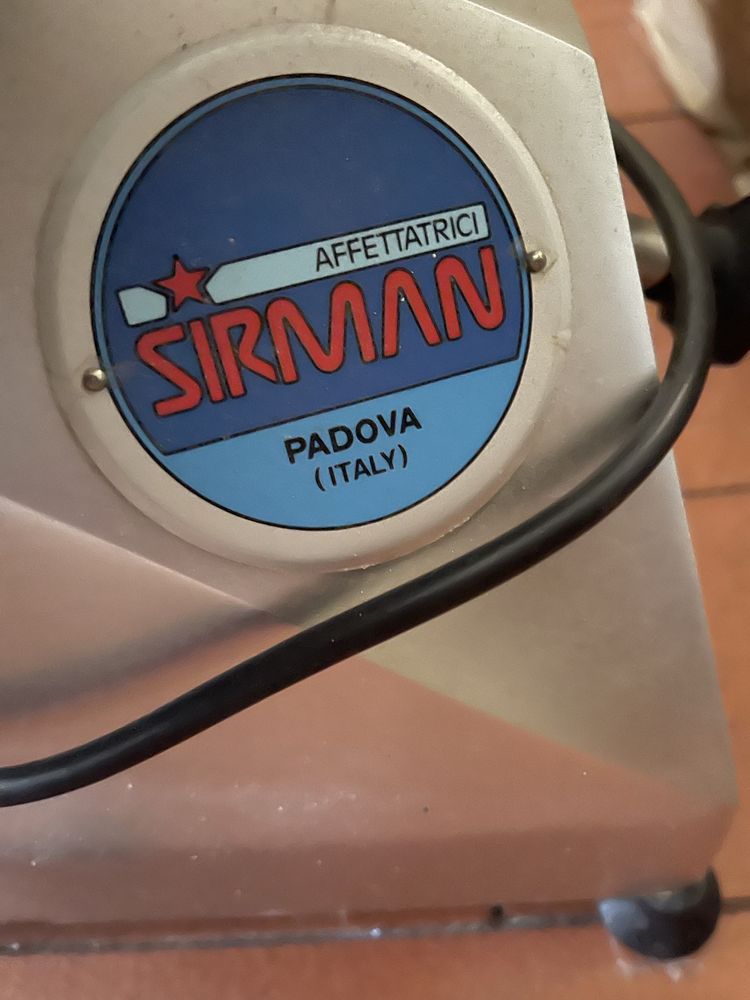 AFFETTATRICI
SIRMAN
PADOVA
(ITALY)